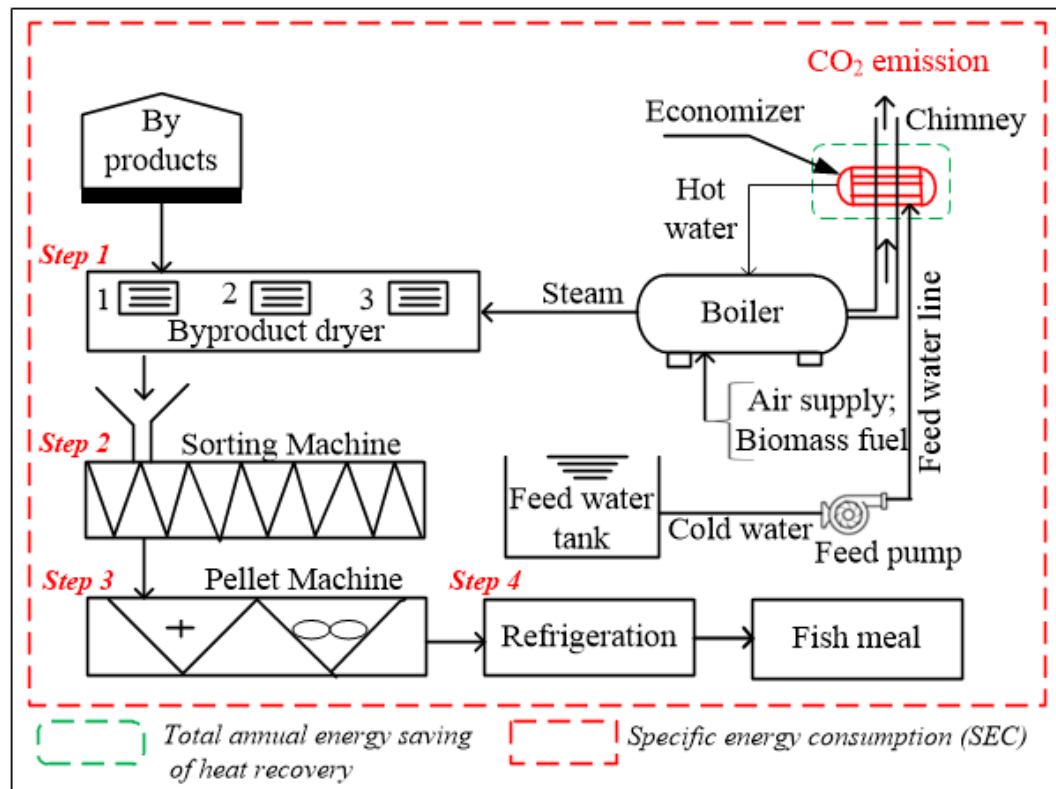 CO₂ emission
By
products
Economizer
Chimney
Hot
water
Step 1
1
2
3
Byproduct dryer
Steam
Boiler
Air supply;
Biomass fuel
Feed water line
Step 2
Sorting Machine
Feed water
tank
Cold water
Feed pump
Step 3
Pellet Machine
Step 4
Refrigeration
Fish meal
Total annual energy saving
of heat recovery
Specific energy consumption (SEC)